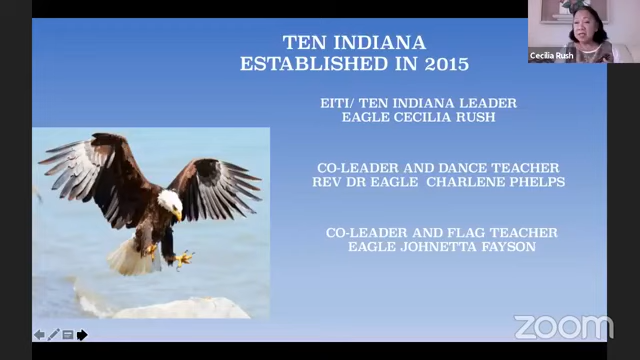 TEN INDIANA
ESTABLISHED IN 2015
Cecilia Rush
EITI/ TEN INDIANA LEADER
EAGLE CECILIA RUSH
CO-LEADER AND DANCE TEACHER
REV DR EAGLE CHARLENE PHELPS
CO-LEADER AND FLAG TEACHER
EAGLE JOHNETTA FAYSON
zoom